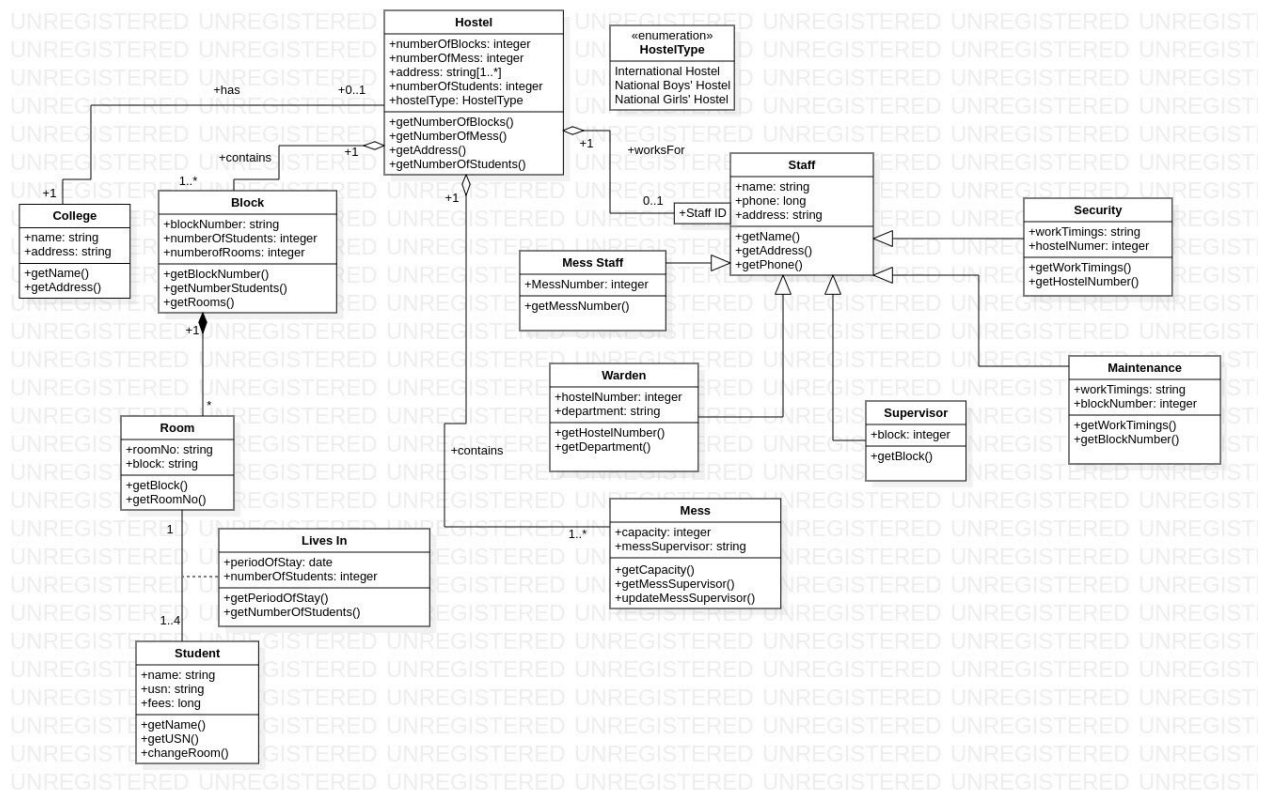 Hostel
+numberOfBlocks: integer
+numberOfMess: integer
+address: string[1..*]
+numberOfStudents: integer
+hostelType: HostelType
+getNumberOfBlocks()
+getNumberOfMess()
+getAddress()
+getNumberOfStudents()
«enumeration»
HostelType
International Hostel
National Boys' Hostel
National Girls' Hostel
+has
+0..1
+1
+contains
+1
1..*
+1
+worksFor
0..1
+Staff ID
+1
Staff
+name: string
+phone: long
+address: string
+getName()
+getAddress()
+getPhone()
College
+name: string
+address: string
+getName()
+getAddress()
Block
+blockNumber: string
+numberOfStudents: integer
+numberofRooms: integer
+getBlockNumber()
+getNumberStudents()
+getRooms()
Security
+workTimings: string
+hostelNumer: integer
+getWorkTimings()
+getHostelNumber()
Mess Staff
+MessNumber: integer
+getMessNumber()
+1
*
Warden
+hostelNumber: integer
+department: string
+getHostelNumber()
+getDepartment()
Supervisor
+block: integer
+getBlock()
Maintenance
+workTimings: string
+blockNumber: integer
+getWorkTimings()
+getBlockNumber()
Room
+roomNo: string
+block: string
+getBlock()
+getRoomNo()
+contains
1..*
Mess
+capacity: integer
+messSupervisor: string
+getCapacity()
+getMessSupervisor()
+updateMessSupervisor()
1
Lives In
+periodOfStay: date
+numberOfStudents: integer
+getPeriodOfStay()
+getNumberOfStudents()
1..4
Student
+name: string
+usn: string
+fees: long
+getName()
+getUSN()
+changeRoom()
UNREGISTERED